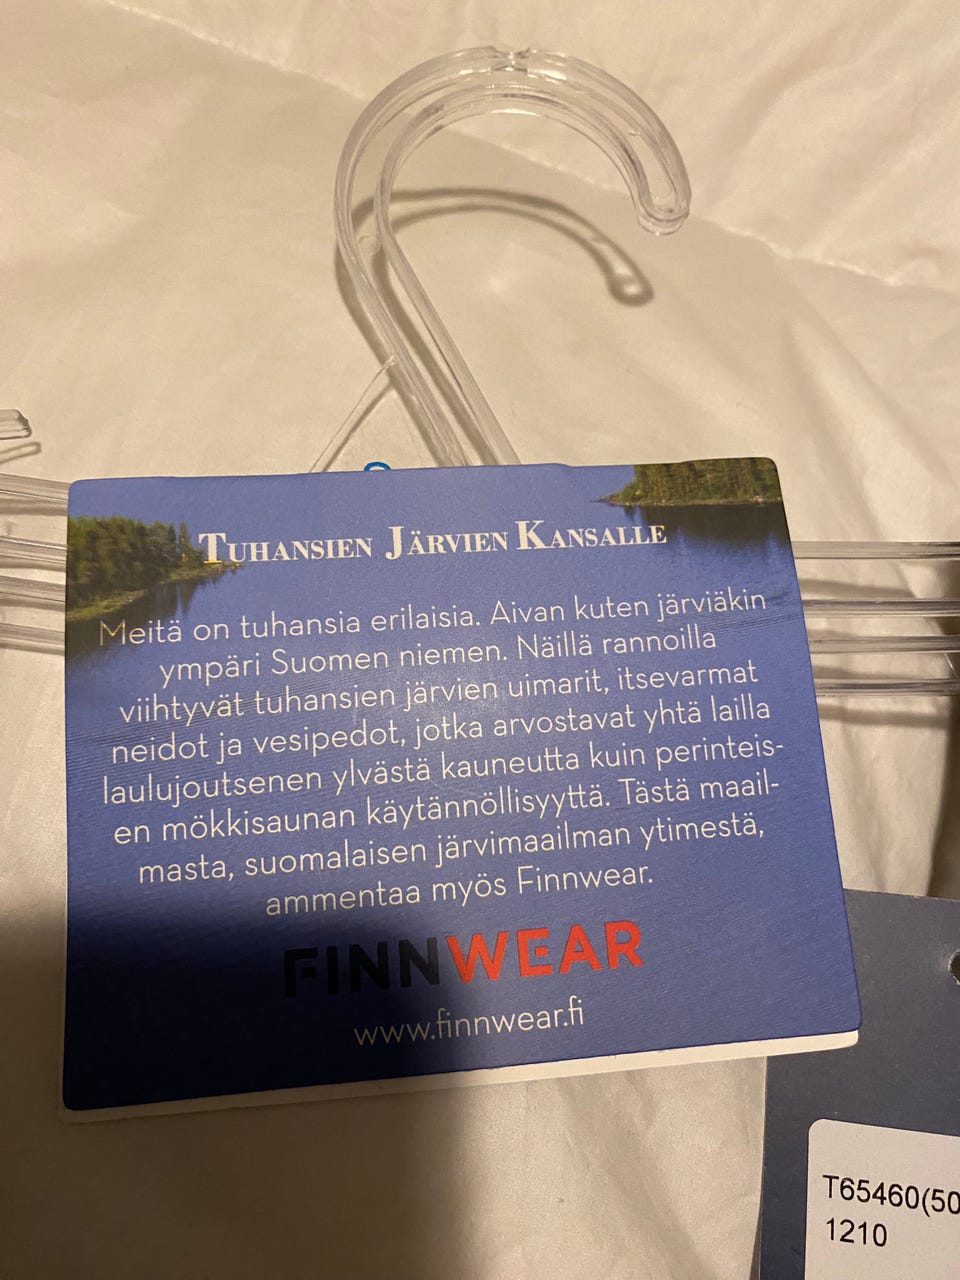 Tuhansien Järvien Kansalle
Meitä on tuhansia erilaisia. Aivan kuten järviäkin
ympäri Suomen niemen. Näillä rannoilla
viihtyvät tuhansien järvien uimarit, itsevarmat
neidot ja vesipedot, jotka arvostavat yhtä lailla
laulujoutsenen ylvästä kauneutta kuin perinteis-
en mökkisaunan käytännöllisyyttä. Tästä maail-
masta, suomalaisen järvimaailman ytimestä,
ammentaa myös Finnwear.
FINNWEAR
www.finnwear.fi
T65460(50
1210